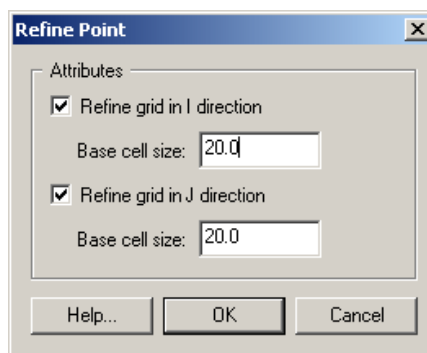 Refine Point
Attributes
Refine grid in I direction
Base cell size: 20.0
Refine grid in J direction
Base cell size: 20.0
Help... OK Cancel